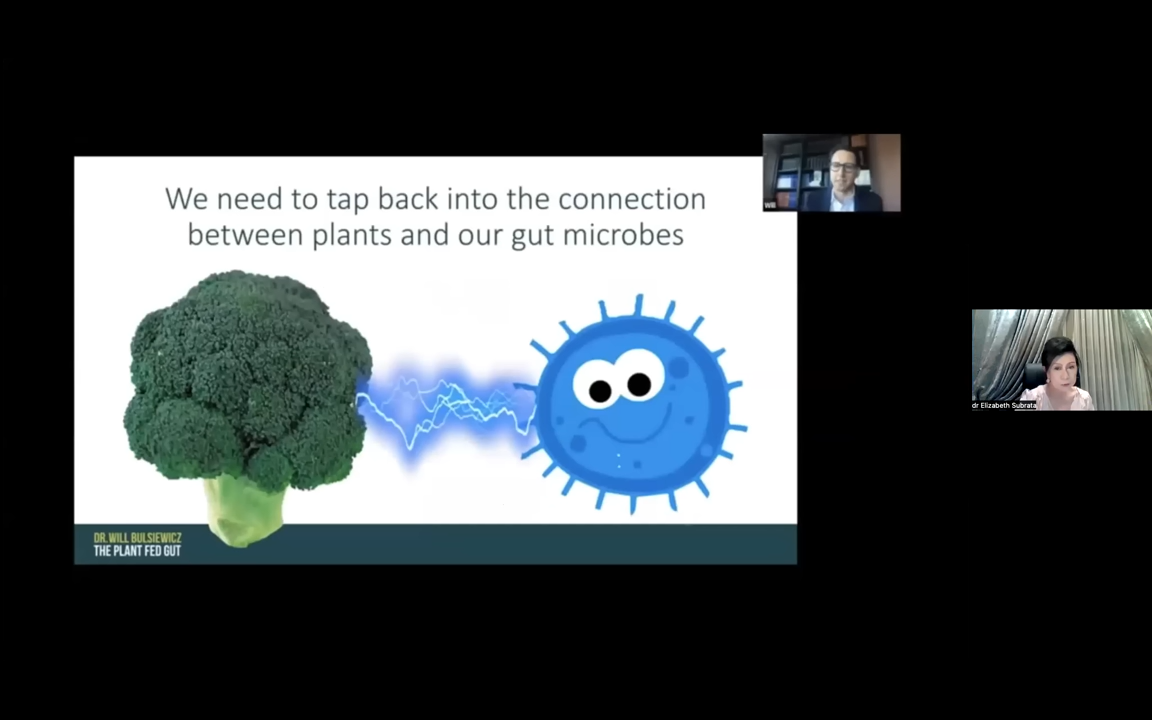 We need to tap back into the connection
between plants and our gut microbes
Will
dr Elizabeth Subrata
DR. WILL BULSIEWICZ
THE PLANT FED GUT